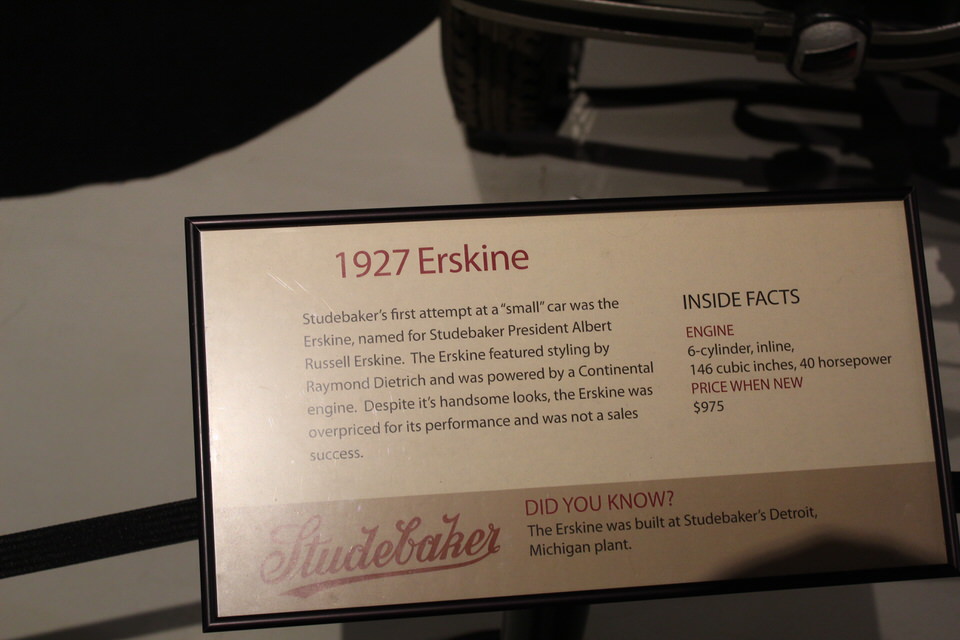 1927 Erskine
Studebaker's first attempt at a "small" car was the
Erskine, named for Studebaker President Albert
Russell Erskine. The Erskine featured styling by
Raymond Dietrich and was powered by a Continental
engine. Despite it's handsome looks, the Erskine was
overpriced for its performance and was not a sales
success.
INSIDE FACTS
ENGINE
6-cylinder, inline,
146 cubic inches, 40 horsepower
PRICE WHEN NEW
$975
Studebaker
DID YOU KNOW?
The Erskine was built at Studebaker's Detroit,
Michigan plant.